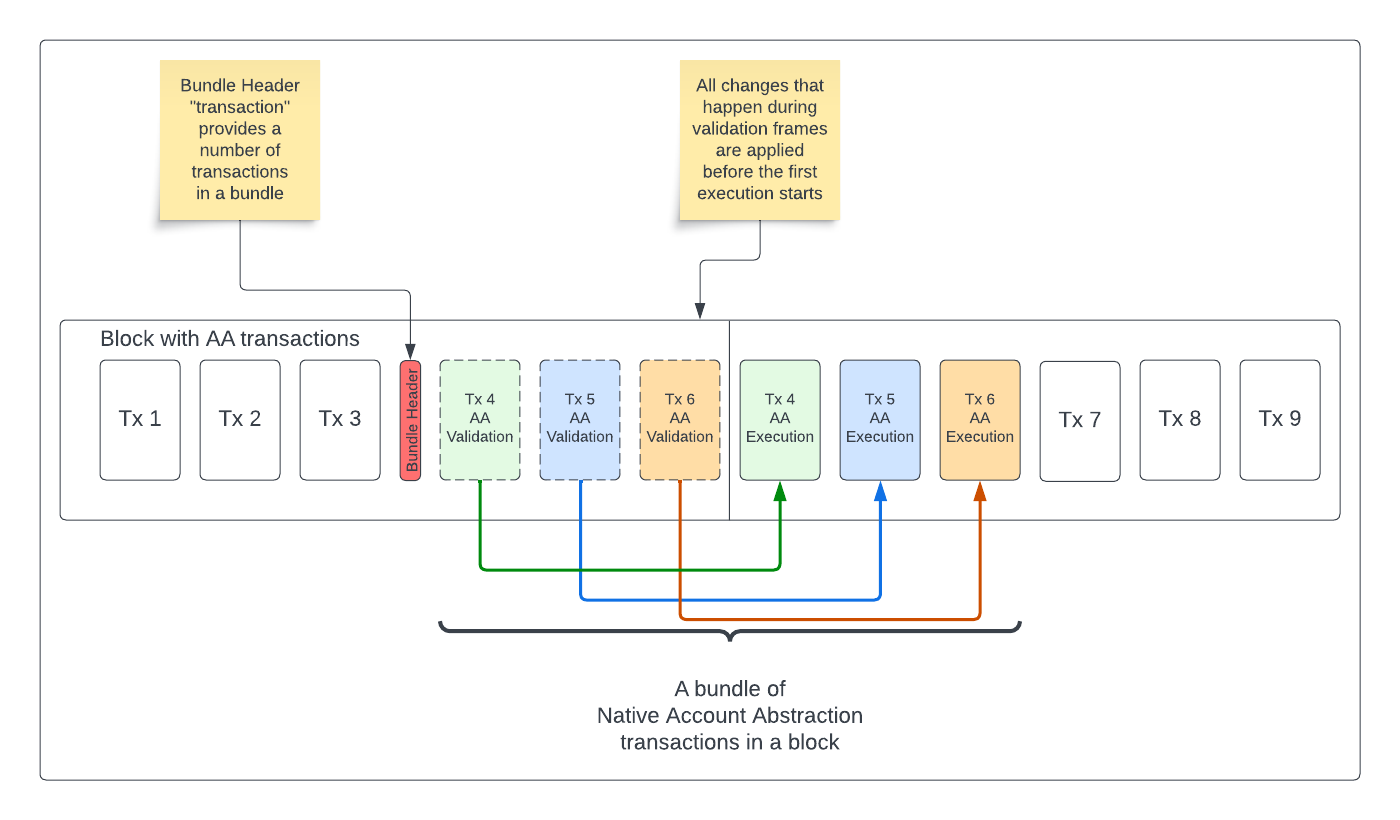 Bundle Header
"transaction"
provides a
number of
transactions
in a bundle
All changes that
happen during
validation frames
are applied
before the first
execution starts
Block with AA transactions
Tx 1
Tx 2
Tx 3
Bundle Header
Tx 4
AA
Validation
Tx 5
AA
Validation
Tx 6
AA
Validation
Tx 4
AA
Execution
Tx 5
AA
Execution
Tx 6
AA
Execution
Tx 7
Tx 8
Tx 9
A bundle of
Native Account Abstraction
transactions in a block